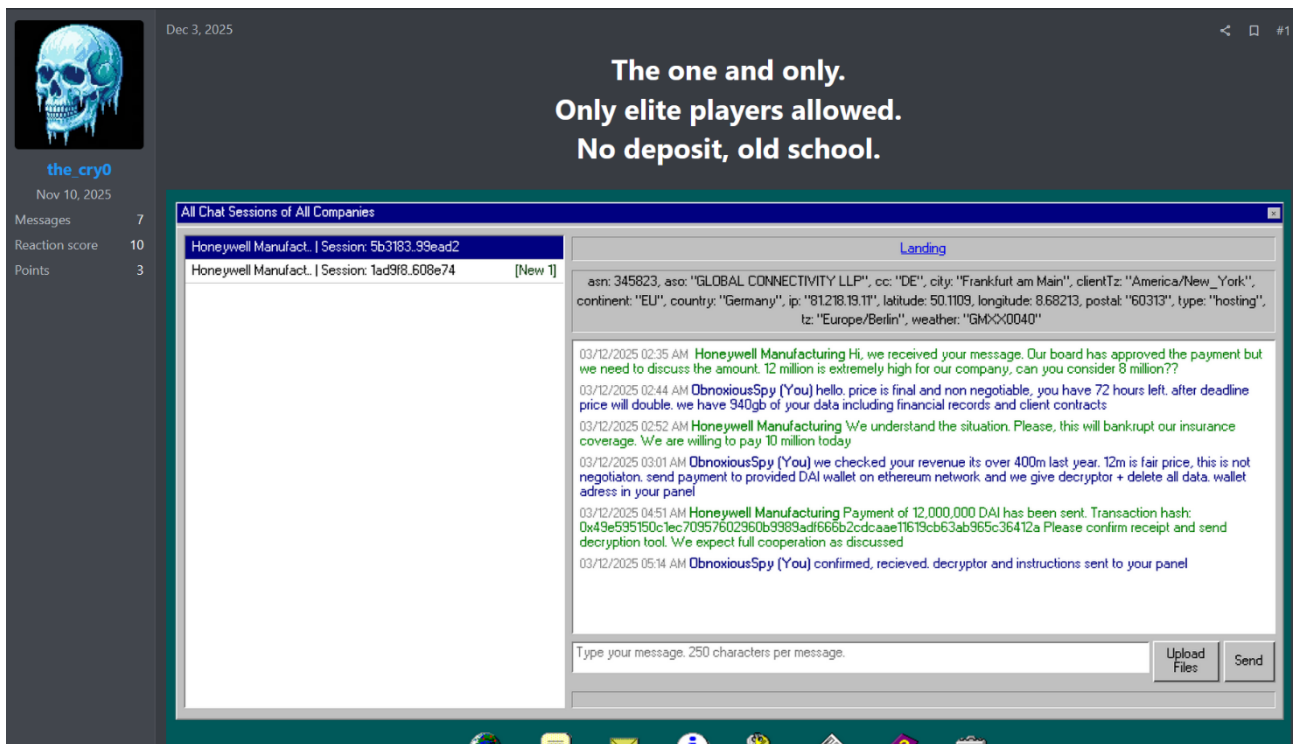 Dec 3, 2025
#1
The one and only.
Only elite players allowed.
No deposit, old school.
the_cry0
Nov 10, 2025
Messages 7
Reaction score 10
Points 3
All Chat Sessions of All Companies
Honeywell Manufact.. | Session: 5b3183..99ead2
Honeywell Manufact.. | Session: 1ad9f8..608e74 [New 1]
Landing
asn: 345823, aso: "GLOBAL CONNECTIVITY LLP", cc: "DE", city: "Frankfurt am Main", clientTz: "America/New_York",
continent: "EU", country: "Germany", ip: "81.218.19.11", latitude: 50.1109, longitude: 8.68213, postal: "60313", type: "hosting",
tz: "Europe/Berlin", weather: "GMXX0040"
03/12/2025 02:35 AM Honeywell Manufacturing Hi, we received your message. Our board has approved the payment but
we need to discuss the amount. 12 million is extremely high for our company, can you consider 8 million??
03/12/2025 02:44 AM ObnoxiousSpy (You) hello. price is final and non negotiable, you have 72 hours left. after deadline
price will double. we have 940gb of your data including financial records and client contracts
03/12/2025 02:52 AM Honeywell Manufacturing We understand the situation. Please, this will bankrupt our insurance
coverage. We are willing to pay 10 million today
03/12/2025 03:01 AM ObnoxiousSpy (You) we checked your revenue its over 400m last year. 12m is fair price, this is not
negotiaton. send payment to provided DAI wallet on ethereum network and we give decryptor + delete all data. wallet
adress in your panel
03/12/2025 04:51 AM Honeywell Manufacturing Payment of 12,000,000 DAI has been sent. Transaction hash:
0x49e595150c1ec70957602960b9989adf666b2cdcaae11619cb63ab965c36412a Please confirm receipt and send
decryption tool. We expect full cooperation as discussed
03/12/2025 05:14 AM ObnoxiousSpy (You) confirmed, recieved. decryptor and instructions sent to your panel
Type your message. 250 characters per message.
Upload
Files
Send